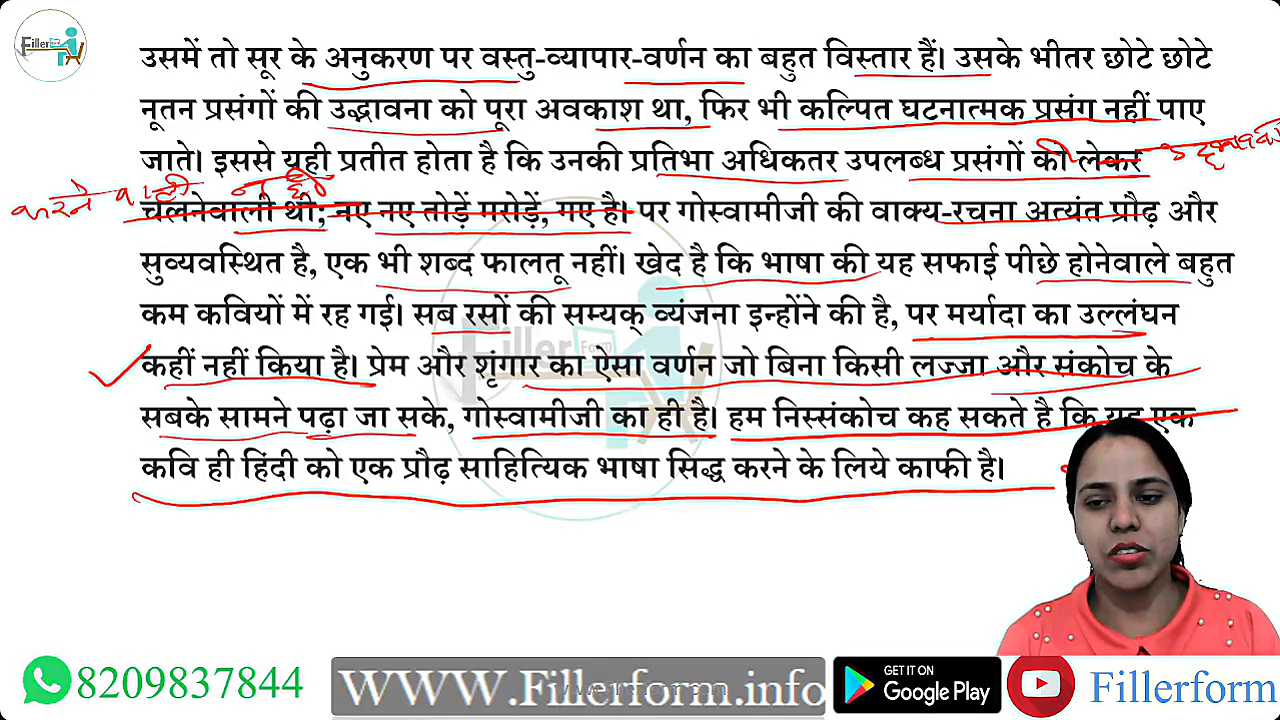 Filler Form
उसमें तो सूर के अनुकरण पर वस्तु-व्यापार-वर्णन का बहुत विस्तार हैं। उसके भीतर छोटे छोटे
नूतन प्रसंगों की उद्भावना को पूरा अवकाश था, फिर भी कल्पित घटनात्मक प्रसंग नहीं पाए
जाते। इससे यही प्रतीत होता है कि उनकी प्रतिभा अधिकतर उपलब्ध प्रसंगों की लेकर
करने वाली नहीं
चलनेवाली थी; नए नए तोड़ें मरोड़ें, गए है। पर गोस्वामीजी की वाक्य-रचना अत्यंत प्रौढ़ और
सुव्यवस्थित है, एक भी शब्द फालतू नहीं। खेद है कि भाषा की यह सफाई पीछे होनेवाले बहुत
कम कवियों में रह गई। सब रसों की सम्यक् व्यंजना इन्होंने की है, पर मर्यादा का उल्लंघन
कहीं नहीं किया है। प्रेम और शृंगार का ऐसा वर्णन जो बिना किसी लज्जा और संकोच के
सबके सामने पढ़ा जा सके, गोस्वामीजी का ही है। हम निस्संकोच कह सकते है कि यह एक
कवि ही हिंदी को एक प्रौढ़ साहित्यिक भाषा सिद्ध करने के लिये काफी है।
8209837844 www.Fillerform.info GET IT ON Google Play Fillerform